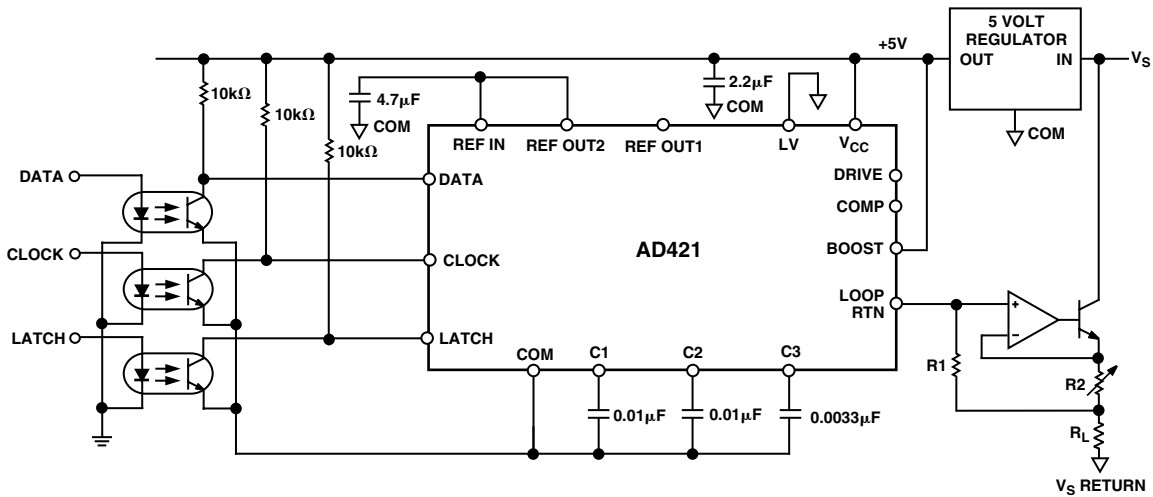 5 VOLT
REGULATOR
OUT
IN
+5V
VS
COM
10kΩ
10kΩ
10kΩ
4.7µF
COM
2.2µF
COM
REF IN
REF OUT2
REF OUT1
LV
VCC
DATA
DATA
DRIVE
COMP
AD421
BOOST
CLOCK
CLOCK
LOOP
RTN
+
–
LATCH
LATCH
COM
C1
C2
C3
R1
R2
0.01µF
0.01µF
0.0033µF
RL
VS RETURN